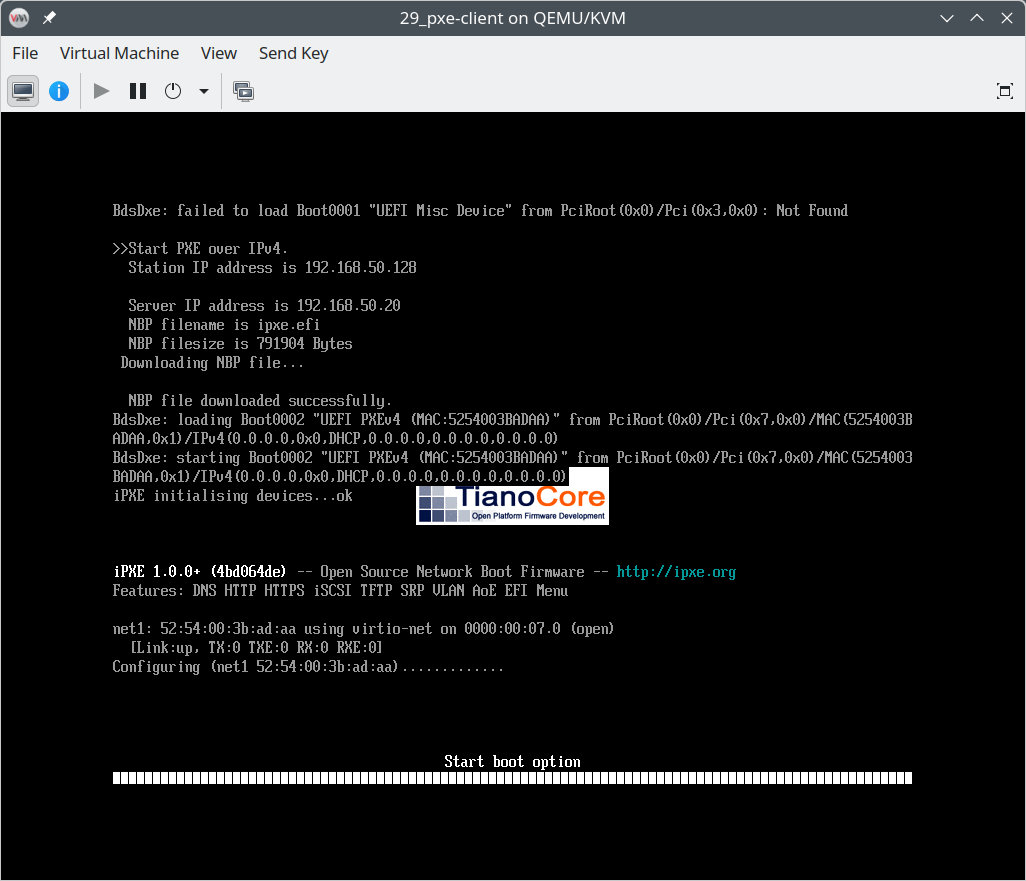 29_pxe-client on QEMU/KVM
File Virtual Machine View Send Key
BdsDxe: failed to load Boot0001 "UEFI Misc Device" from PciRoot(0x0)/Pci(0x3,0x0): Not Found
>>Start PXE over IPv4.
Station IP address is 192.168.50.128
Server IP address is 192.168.50.20
NBP filename is ipxe.efi
NBP filesize is 791904 Bytes
Downloading NBP file...
NBP file downloaded successfully.
BdsDxe: loading Boot0002 "UEFI PXEv4 (MAC:5254003BADAA)" from PciRoot(0x0)/Pci(0x7,0x0)/MAC(5254003B
ADAA,0x1)/IPv4(0.0.0.0,0x0,DHCP,0.0.0.0,0.0.0.0,0.0.0.0)
BdsDxe: starting Boot0002 "UEFI PXEv4 (MAC:5254003BADAA)" from PciRoot(0x0)/Pci(0x7,0x0)/MAC(5254003
BADAA,0x1)/IPv4(0.0.0.0,0x0,DHCP,0.0.0.0,0.0.0.0,0.0.0.0)
iPXE initialising devices...ok
TianoCore
Open Platform Firmware Development
iPXE 1.0.0+ (4bd064de) -- Open Source Network Boot Firmware -- http://ipxe.org
Features: DNS HTTP HTTPS iSCSI TFTP SRP VLAN AoE EFI Menu
net1: 52:54:00:3b:ad:aa using virtio-net on 0000:00:07.0 (open)
[Link:up, TX:0 TXE:0 RX:0 RXE:0]
Configuring (net1 52:54:00:3b:ad:aa).............
Start boot option